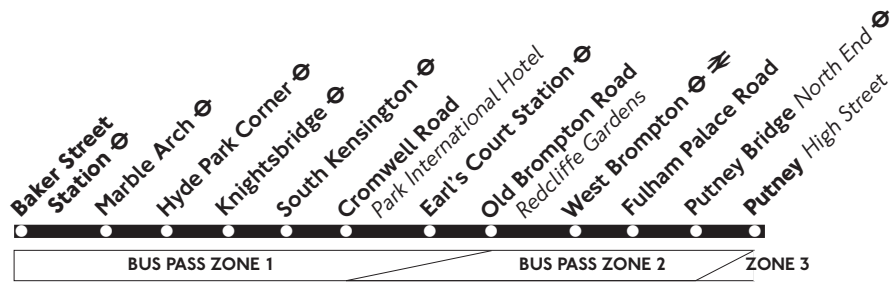 Baker Street
Station
Marble Arch
Hyde Park Corner
Knightsbridge
South Kensington
Cromwell Road
Park International Hotel
Earl's Court Station
Old Brompton Road
Redcliffe Gardens
West Brompton
Fulham Palace Road
Putney Bridge North End
Putney High Street
BUS PASS ZONE 1
BUS PASS ZONE 2
ZONE 3